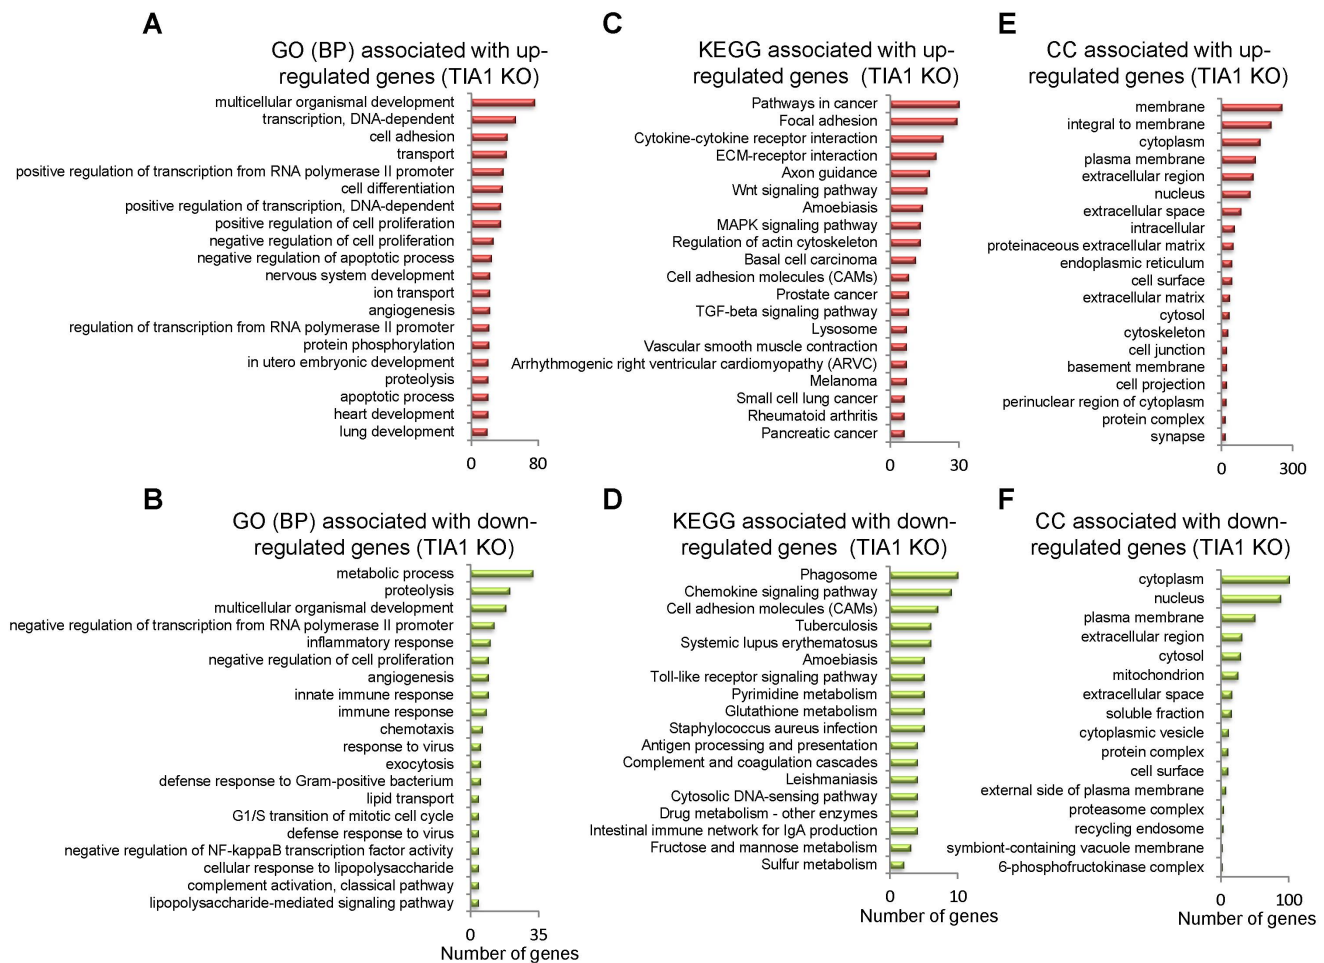 A
GO (BP) associated with up-
regulated genes (TIA1 KO)
multicellular organismal development
transcription, DNA-dependent
cell adhesion
transport
positive regulation of transcription from RNA polymerase II promoter
cell differentiation
positive regulation of transcription, DNA-dependent
positive regulation of cell proliferation
negative regulation of cell proliferation
negative regulation of apoptotic process
nervous system development
ion transport
angiogenesis
regulation of transcription from RNA polymerase II promoter
protein phosphorylation
in utero embryonic development
proteolysis
apoptotic process
heart development
lung development
0 80
C
KEGG associated with up-
regulated genes (TIA1 KO)
Pathways in cancer
Focal adhesion
Cytokine-cytokine receptor interaction
ECM-receptor interaction
Axon guidance
Wnt signaling pathway
Amoebiasis
MAPK signaling pathway
Regulation of actin cytoskeleton
Basal cell carcinoma
Cell adhesion molecules (CAMs)
Prostate cancer
TGF-beta signaling pathway
Lysosome
Vascular smooth muscle contraction
Arrhythmogenic right ventricular cardiomyopathy (ARVC)
Melanoma
Small cell lung cancer
Rheumatoid arthritis
Pancreatic cancer
0 30
E
CC associated with up-
regulated genes (TIA1 KO)
membrane
integral to membrane
cytoplasm
plasma membrane
extracellular region
nucleus
extracellular space
intracellular
proteinaceous extracellular matrix
endoplasmic reticulum
cell surface
extracellular matrix
cytosol
cytoskeleton
cell junction
basement membrane
cell projection
perinuclear region of cytoplasm
protein complex
synapse
0 300
B
GO (BP) associated with down-
regulated genes (TIA1 KO)
metabolic process
proteolysis
multicellular organismal development
negative regulation of transcription from RNA polymerase II promoter
inflammatory response
negative regulation of cell proliferation
angiogenesis
innate immune response
immune response
chemotaxis
response to virus
exocytosis
defense response to Gram-positive bacterium
lipid transport
G1/S transition of mitotic cell cycle
defense response to virus
negative regulation of NF-kappaB transcription factor activity
cellular response to lipopolysaccharide
complement activation, classical pathway
lipopolysaccharide-mediated signaling pathway
0 35
Number of genes
D
KEGG associated with down-
regulated genes (TIA1 KO)
Phagosome
Chemokine signaling pathway
Cell adhesion molecules (CAMs)
Tuberculosis
Systemic lupus erythematosus
Amoebiasis
Toll-like receptor signaling pathway
Pyrimidine metabolism
Glutathione metabolism
Staphylococcus aureus infection
Antigen processing and presentation
Complement and coagulation cascades
Leishmaniasis
Cytosolic DNA-sensing pathway
Drug metabolism - other enzymes
Intestinal immune network for IgA production
Fructose and mannose metabolism
Sulfur metabolism
0 10
Number of genes
F
CC associated with down-
regulated genes (TIA1 KO)
cytoplasm
nucleus
plasma membrane
extracellular region
cytosol
mitochondrion
extracellular space
soluble fraction
cytoplasmic vesicle
protein complex
cell surface
external side of plasma membrane
proteasome complex
recycling endosome
symbiont-containing vacuole membrane
6-phosphofructokinase complex
0 100
Number of genes